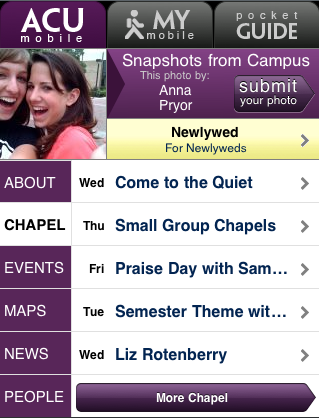 ACU
mobile
MY
mobile
pocket
GUIDE
Snapshots from Campus
This photo by:
Anna
Pryor
submit
your photo
Newlywed
For Newlyweds
ABOUT
Wed Come to the Quiet
CHAPEL
Thu Small Group Chapels
EVENTS
Fri Praise Day with Sam...
MAPS
Tue Semester Theme wit...
NEWS
Wed Liz Rotenberry
PEOPLE
More Chapel